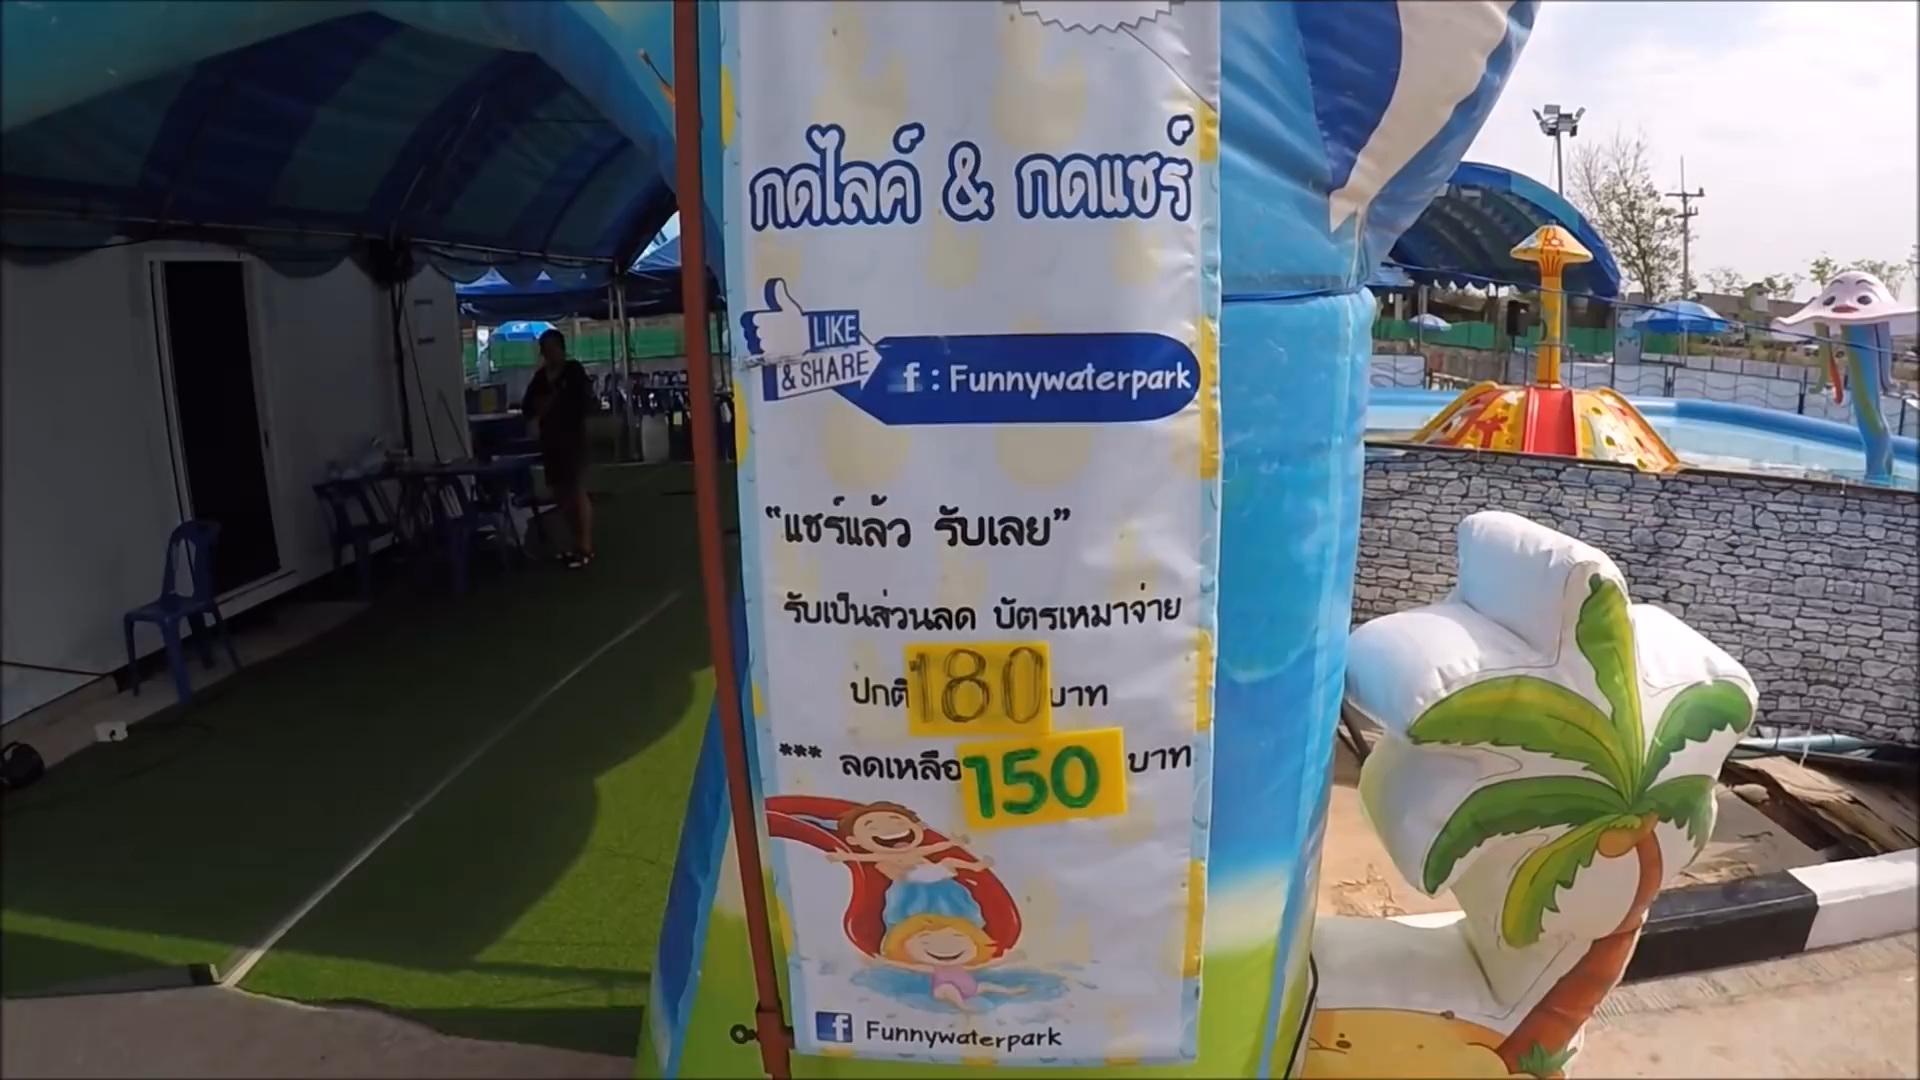 กดไลค์ & กดแชร์
LIKE
& SHARE
f : Funnywaterpark
“แชร์แล้ว รับเลย”
รับเป็นส่วนลด บัตรเหมาจ่าย
ปกติ 180 บาท
*** ลดเหลือ 150 บาท
f Funnywaterpark